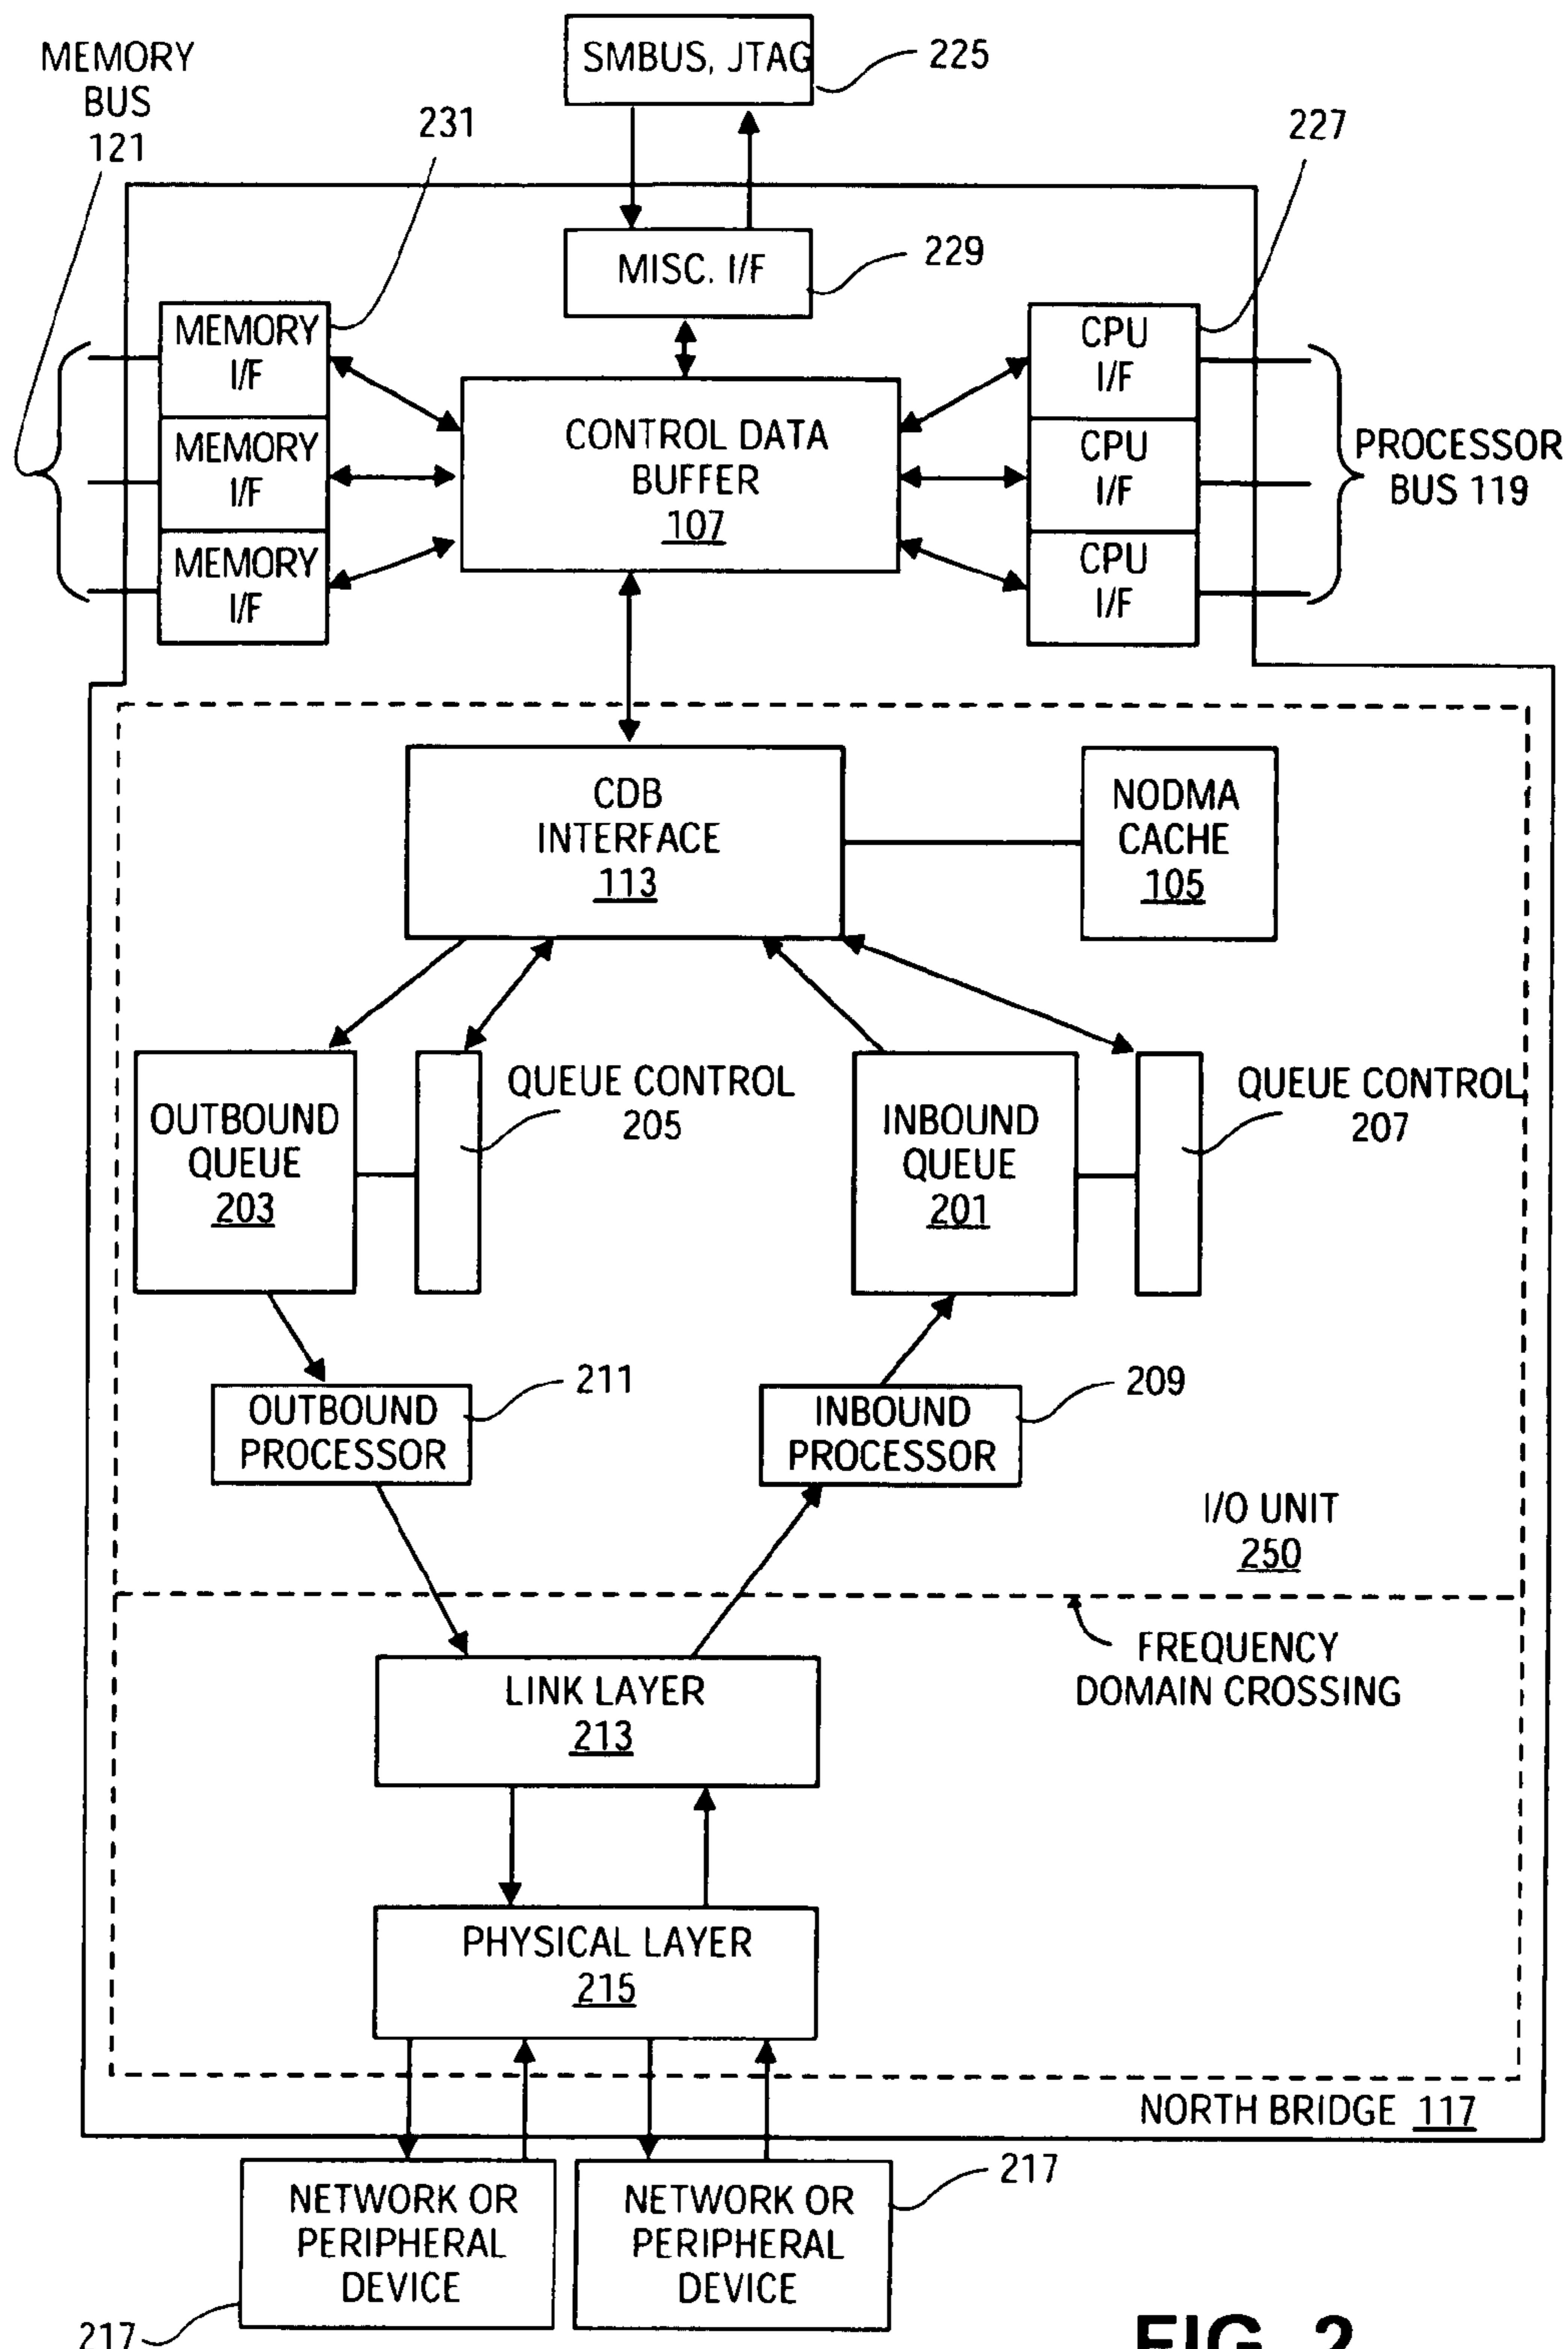 SMBUS, JTAG
225
MEMORY
BUS
121
231
227
MISC. I/F
229
MEMORY
I/F
MEMORY
I/F
MEMORY
I/F
CONTROL DATA
BUFFER
107
CPU
I/F
CPU
I/F
CPU
I/F
PROCESSOR
BUS 119
CDB
INTERFACE
113
NODMA
CACHE
105
OUTBOUND
QUEUE
203
QUEUE CONTROL
205
INBOUND
QUEUE
201
QUEUE CONTROL
207
OUTBOUND
PROCESSOR
211
INBOUND
PROCESSOR
209
I/O UNIT
250
FREQUENCY
DOMAIN CROSSING
LINK LAYER
213
PHYSICAL LAYER
215
NORTH BRIDGE 117
NETWORK OR
PERIPHERAL
DEVICE
217
NETWORK OR
PERIPHERAL
DEVICE
217
FIG. 2